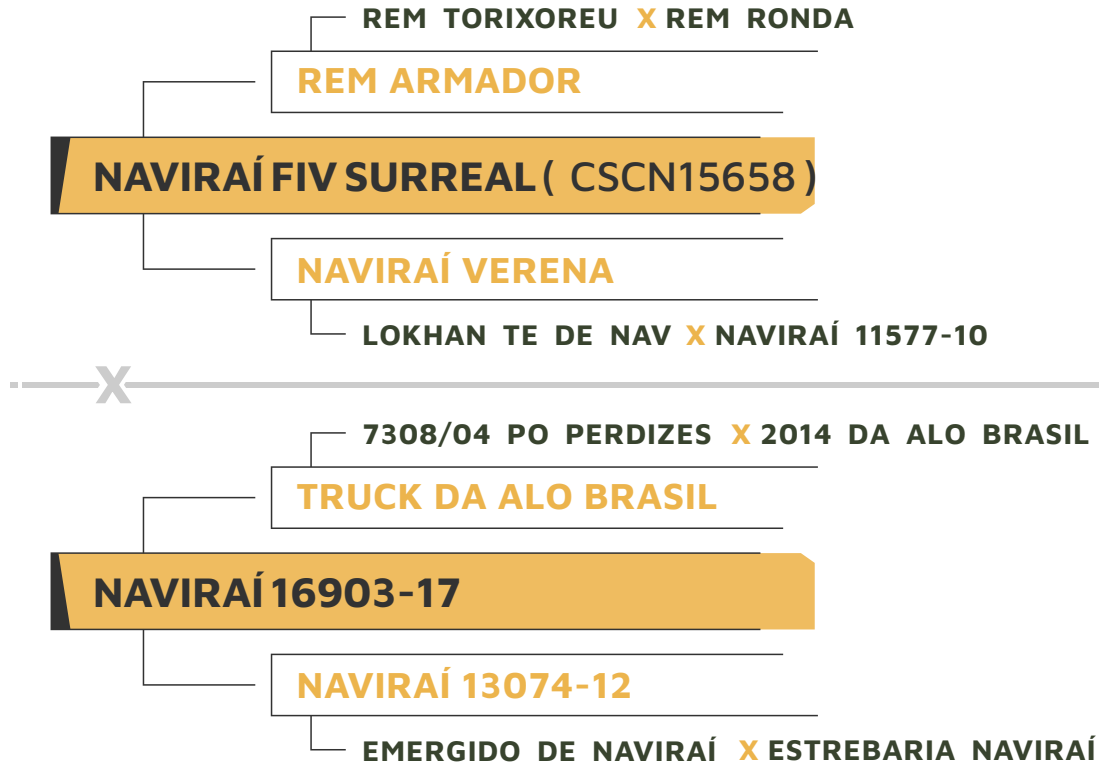 REM TORIXOREU X REM RONDA
REM ARMADOR
NAVIRAÍ FIV SURREAL ( CSCN15658 )
NAVIRAÍ VERENA
LOKHAN TE DE NAV X NAVIRAÍ 11577-10
X
7308/04 PO PERDIZES X 2014 DA ALO BRASIL
TRUCK DA ALO BRASIL
NAVIRAÍ 16903-17
NAVIRAÍ 13074-12
EMERGIDO DE NAVIRAÍ X ESTREBARIA NAVIRAÍ